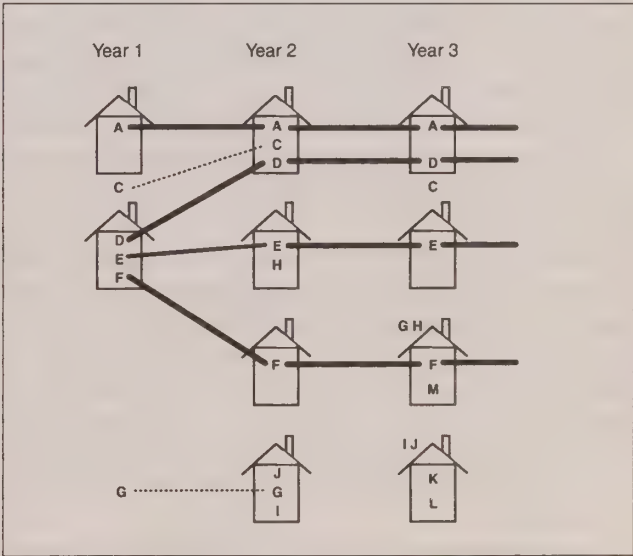 Year 1 Year 2 Year 3
A A A
C
C D D
C
D
E E E
F H
G H
F F
M
I J
J K
G G L
I